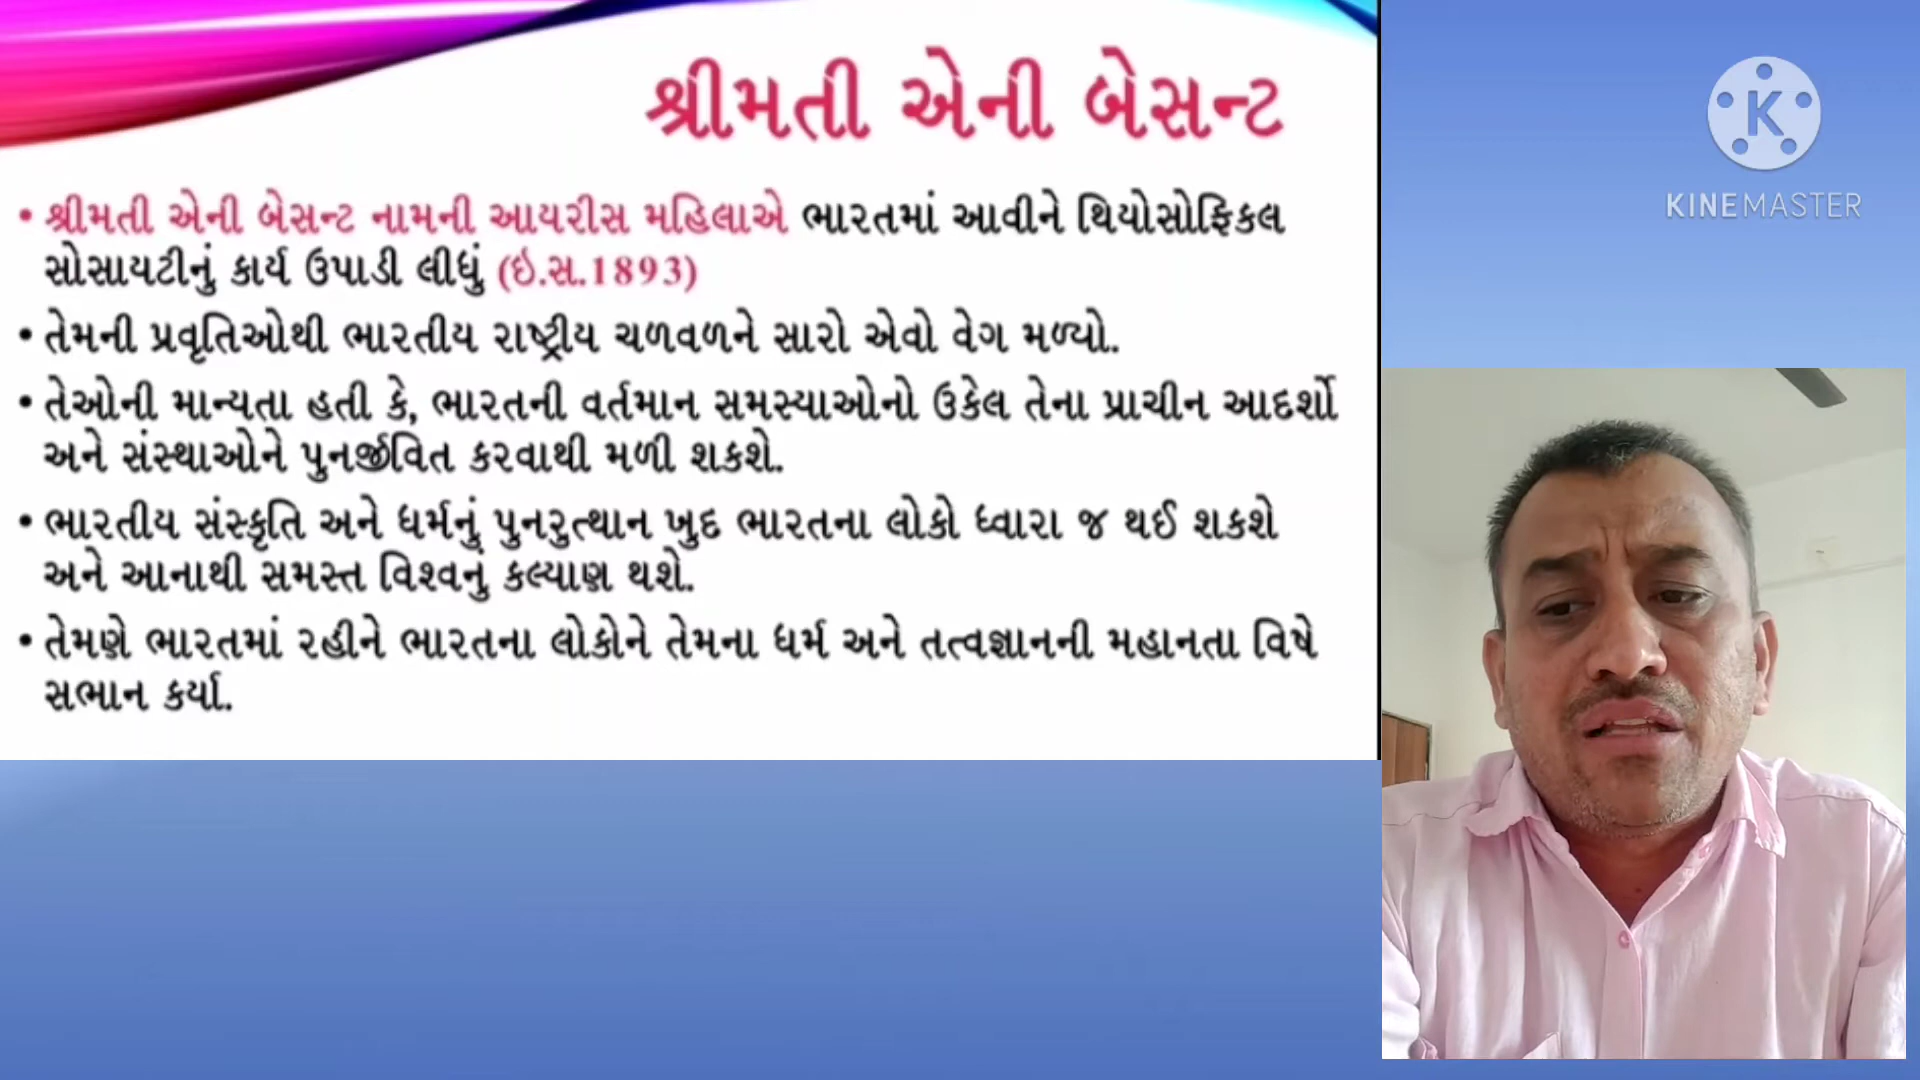 શ્રીમતી એની બેસન્ટ
• શ્રીમતી એની બેસન્ટ નામની આયરીસ મહિલાએ ભારતમાં આવીને થિયોસોફિકલ
સોસાયટીનું કાર્ય ઉપાડી લીધું (ઇ.સ.1893)
• તેમની પ્રવૃતિઓથી ભારતીય રાષ્ટ્રીય ચળવળને સારો એવો વેગ મળ્યો.
• તેઓની માન્યતા હતી કે, ભારતની વર્તમાન સમસ્યાઓનો ઉકેલ તેના પ્રાચીન આદર્શો
અને સંસ્થાઓને પુનર્જીવિત કરવાથી મળી શકશે.
• ભારતીય સંસ્કૃતિ અને ધર્મનું પુનરુત્થાન ખુદ ભારતના લોકો ધ્વારા જ થઈ શકશે
અને આનાથી સમસ્ત વિશ્વનું કલ્યાણ થશે.
• તેમણે ભારતમાં રહીને ભારતના લોકોને તેમના ધર્મ અને તત્વજ્ઞાનની મહાનતા વિષે
સભાન કર્યા.
K
KINEMASTER